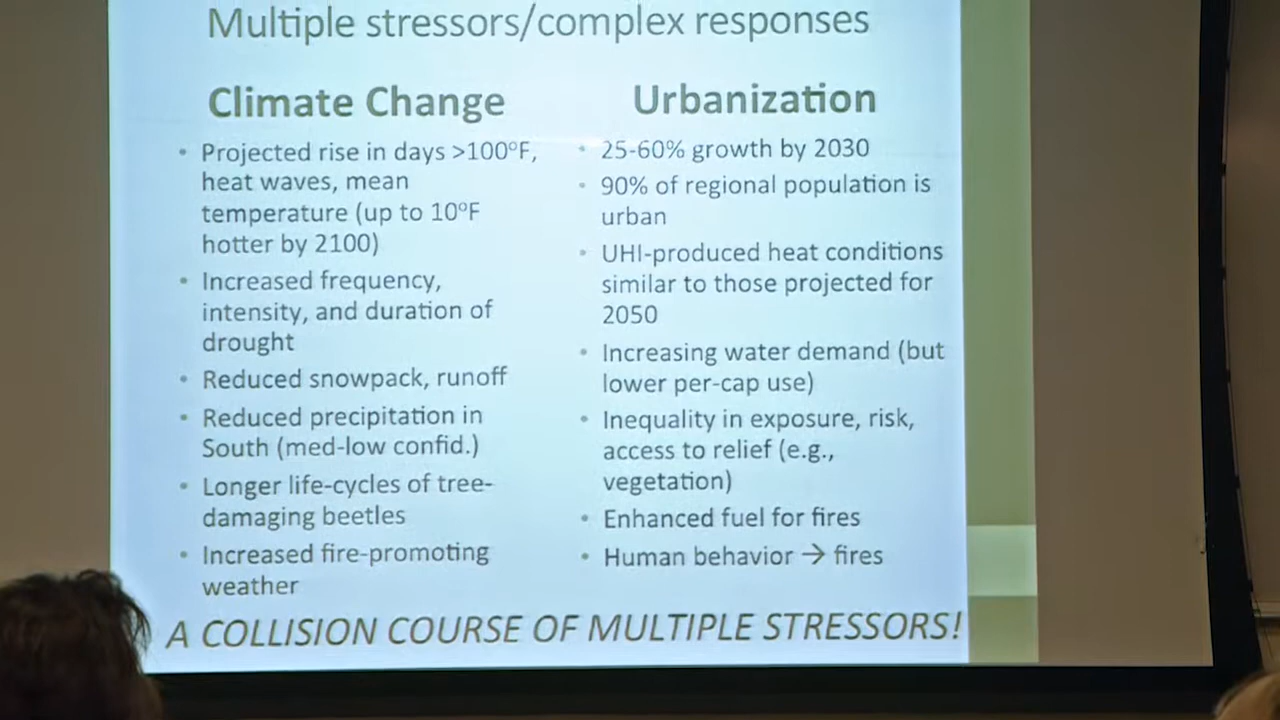 Multiple stressors/complex responses
Climate Change
• Projected rise in days >100°F,
heat waves, mean
temperature (up to 10°F
hotter by 2100)
• Increased frequency,
intensity, and duration of
drought
• Reduced snowpack, runoff
• Reduced precipitation in
South (med-low confid.)
• Longer life-cycles of tree-
damaging beetles
• Increased fire-promoting
weather
Urbanization
• 25-60% growth by 2030
• 90% of regional population is
urban
• UHI-produced heat conditions
similar to those projected for
2050
• Increasing water demand (but
lower per-cap use)
• Inequality in exposure, risk,
access to relief (e.g.,
vegetation)
• Enhanced fuel for fires
• Human behavior → fires
A COLLISION COURSE OF MULTIPLE STRESSORS!